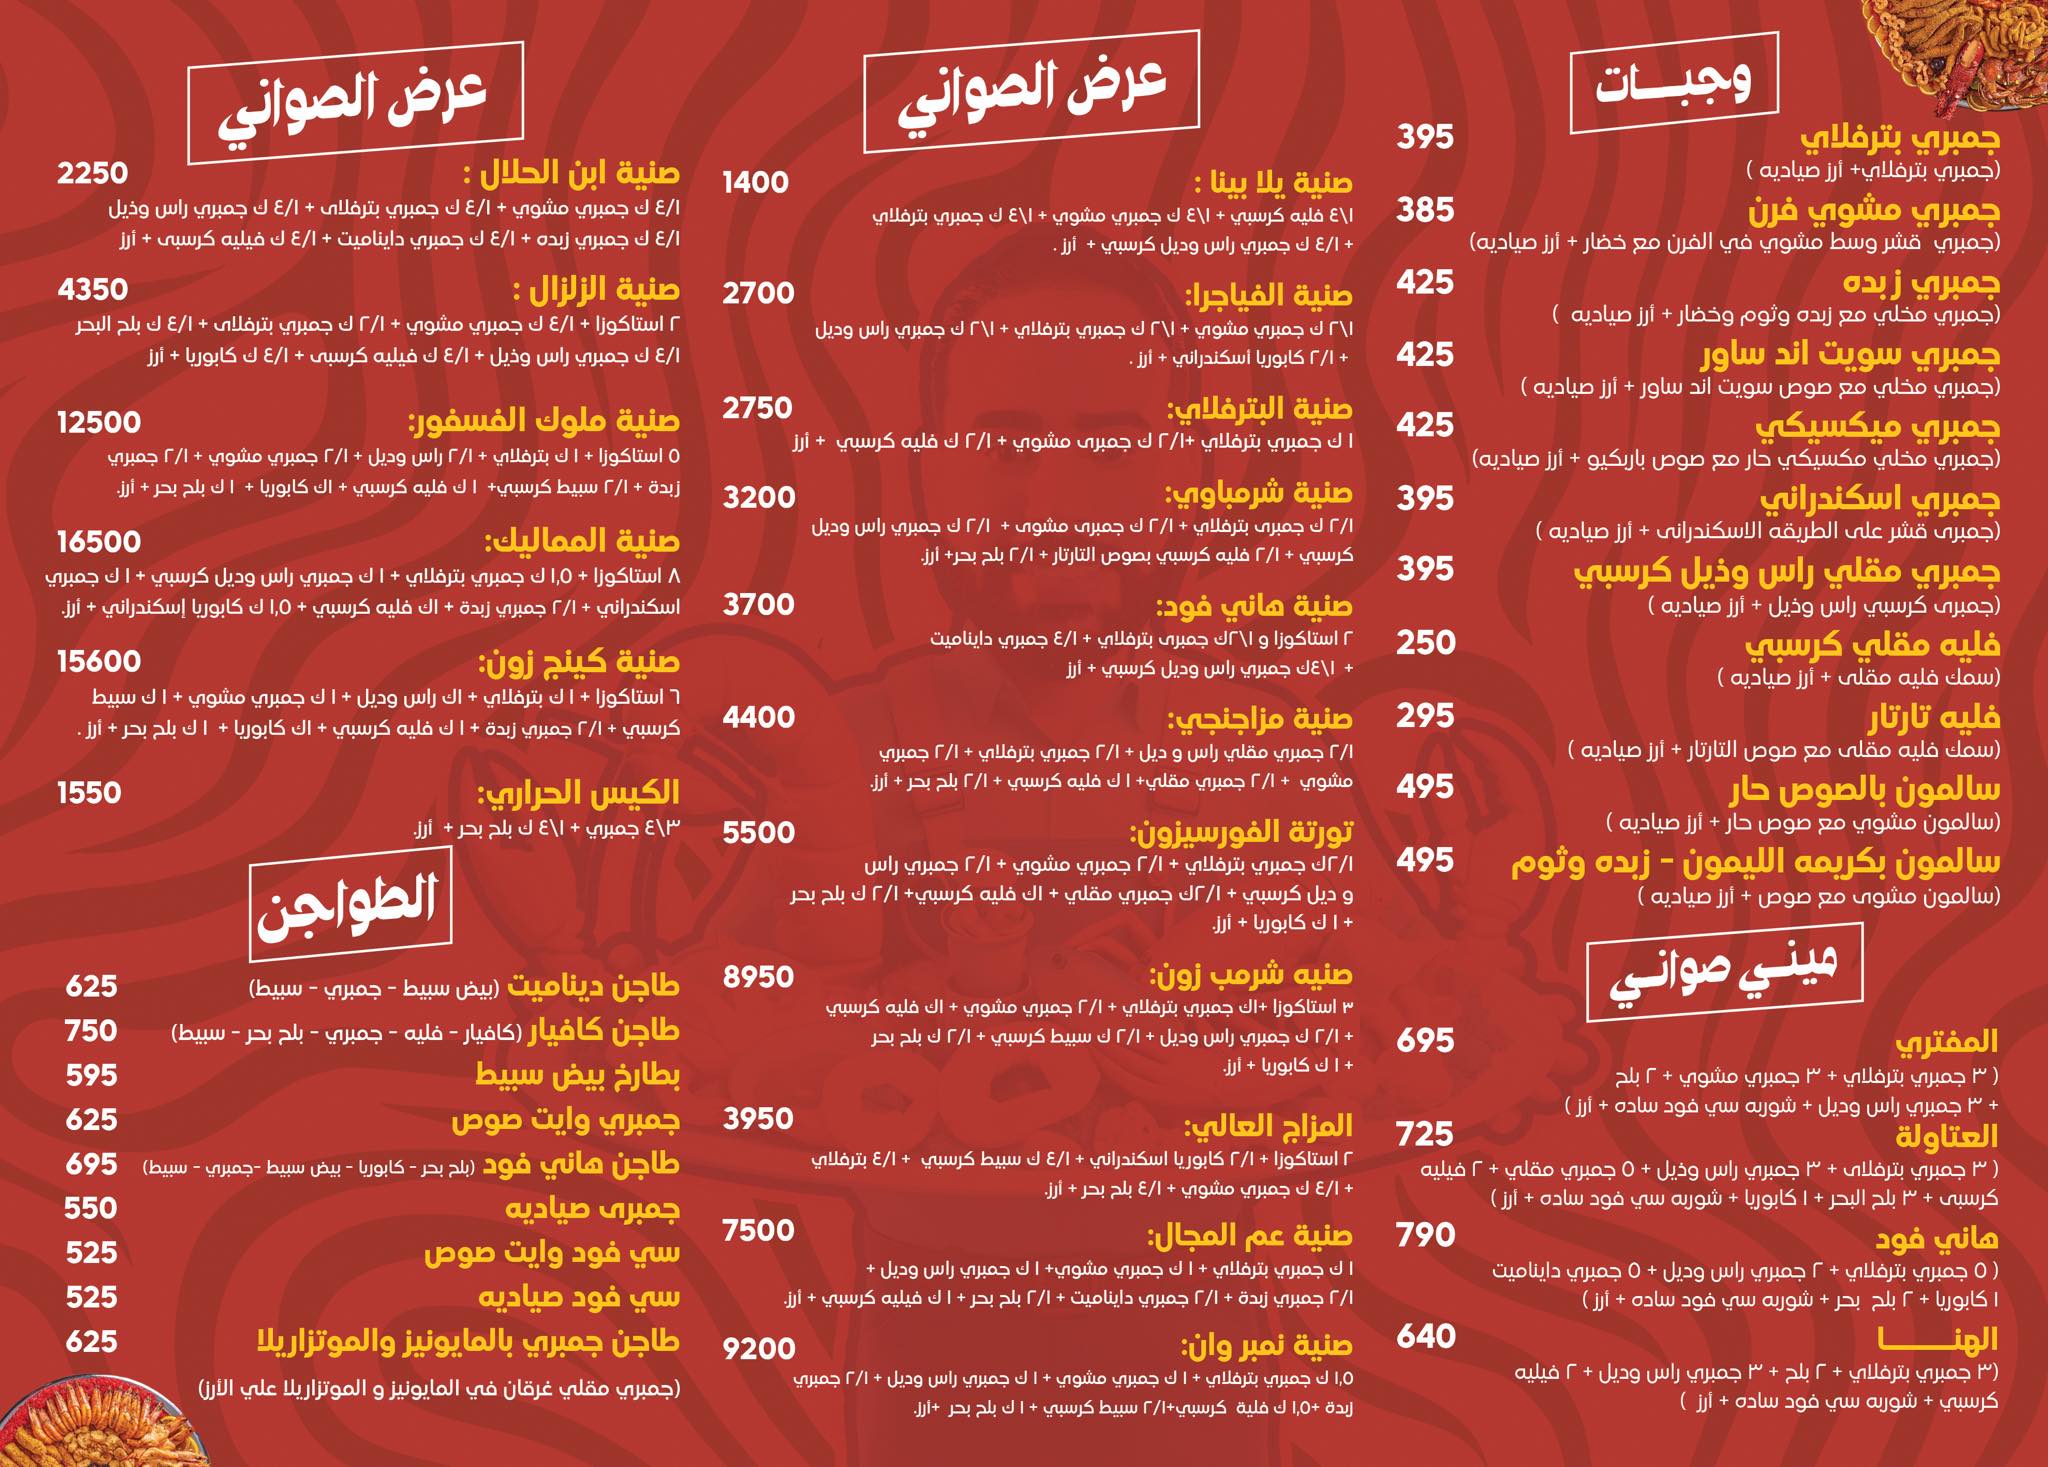 وجبـــات
جمبري بترفلاي 395
(جمبري بترفلاي+ أرز صياديه )
جمبري مشوي فرن 385
(جمبري قشر وسط مشوي في الفرن مع خضار + أرز صياديه)
جمبري زبده 425
(جمبري مخلي مع زبده وثوم وخضار + أرز صياديه )
جمبري سويت اند ساور 425
(جمبري مخلي مع صوص سويت اند ساور + أرز صياديه )
جمبري ميكسيكي 425
(جمبري مخلي مكسيكي حار مع صوص باربكيو + أرز صياديه)
جمبري اسكندراني 395
(جمبرى قشر على الطريقه الاسكندرانى + أرز صياديه )
جمبري مقلي راس وذيل كرسبي 395
(جمبرى كرسبي راس وذيل + أرز صياديه )
فليه مقلي كرسبي 250
(سمك فليه مقلى + أرز صياديه )
فليه تارتار 295
(سمك فليه مقلى مع صوص التارتار + أرز صياديه )
سالمون بالصوص حار 495
(سالمون مشوي مع صوص حار + أرز صياديه )
سالمون بكريمه الليمون - زبده وثوم 495
(سالمون مشوى مع صوص + أرز صياديه )
ميني صواني
المفتري 695
( ٣ جمبري بترفلاي + ٣ جمبري مشوي + ٢ بلح
+ ٣ جمبري راس وديل + شوربه سي فود ساده + أرز )
العتاولة 725
( ٣ جمبري بترفلاى + ٣ جمبري راس وذيل + ٥ جمبري مقلي + ٢ فيليه
كرسبى + ٣ بلح البحر + ١ كابوريا + شوربه سي فود ساده + أرز )
هاني فود 790
( ٥ جمبري بترفلاي + ٢ جمبري راس وديل + ٥ جمبري دايناميت
١ كابوريا + ٢ بلح بحر + شوربه سي فود ساده + أرز )
الهنـــــا 640
(٣ جمبري بترفلاي + ٢ بلح + ٣ جمبري راس وديل + ٢ فيليه
كرسبي + شوربه سي فود ساده + أرز )
عرض الصواني
صنية يلا بينا : 1400
١\٤ فليه كرسبي + ١\٤ ك جمبري مشوي + ١\٤ ك جمبري بترفلاي
+ ١/٤ ك جمبري راس وديل كرسبي + أرز .
صنية الفياجرا: 2700
١\٢ ك جمبري مشوي + ١\٢ ك جمبري بترفلاي + ١\٢ ك جمبري راس وديل
+ ١/٢ كابوريا أسكندراني + أرز .
صنية البترفلاي: 2750
١ ك جمبري بترفلاي +١/٢ ك جمبرى مشوي + ١/٢ ك فليه كرسبي + أرز
صنية شرمباوي: 3200
١/٢ ك جمبرى بترفلاي + ١/٢ ك جمبرى مشوى + ١/٢ ك جمبري راس وديل
كرسبي + ١/٢ فليه كرسبي بصوص التارتار + ١/٢ بلح بحر+ أرز.
صنية هاني فود: 3700
٢ استاكوزا و ١\٢ك جمبرى بترفلاي + ١/٤ جمبري دايناميت
+ ١\٤ك جمبري راس وديل كرسبي + أرز
صنية مزاجنجي: 4400
١/٢ جمبري مقلي راس و ديل + ١/٢ جمبري بترفلاي + ١/٢ جمبري
مشوي + ١/٢ جمبري مقلي+ ١ ك فليه كرسبي + ١/٢ بلح بحر + أرز.
تورتة الفورسيزون: 5500
١/٢ك جمبري بترفلاي + ١/٢ جمبري مشوي + ١/٢ جمبري راس
و ديل كرسبي + ١/٢ك جمبري مقلي + ١ك فليه كرسبي+ ١/٢ ك بلح بحر
+ ١ ك كابوريا + أرز.
صنيه شرمب زون: 8950
٣ استاكوزا +١ك جمبري بترفلاي + ١/٢ جمبري مشوي + ١ك فليه كرسبي
+ ١/٢ ك جمبري راس وديل + ١/٢ ك سبيط كرسبي + ١/٢ ك بلح بحر
+ ١ ك كابوريا + أرز.
المزاج العالي: 3950
٢ استاكوزا + ١/٢ كابوريا اسكندراني + ١/٤ ك سبيط كرسبي + ١/٤ بترفلاي
+ ١/٤ ك جمبري مشوي + ١/٤ بلح بحر + أرز.
صنية عم المجال: 7500
١ ك جمبري بترفلاي + ١ ك جمبري مشوي+ ١ ك جمبري راس وديل +
١/٢ جمبري زبدة + ١/٢ جمبري دايناميت + ١/٢ بلح بحر + ١ ك فيليه كرسبي + أرز.
صنية نمبر وان: 9200
١,٥ ك جمبري بترفلاي + ١ ك جمبري مشوي + ١ ك جمبري راس وديل + ١/٢ جمبري
زبدة +١,٥ ك فلية كرسبي+١/٢ سبيط كرسبي + ١ ك بلح بحر +أرز.
عرض الصواني
صنية ابن الحلال : 2250
١/٤ ك جمبري مشوي + ١/٤ ك جمبري بترفلاى + ١/٤ ك جمبري راس وذيل
١/٤ ك جمبري زبده + ١/٤ ك جمبري دايناميت + ١/٤ ك فيليه كرسبى + أرز
صنية الزلزال : 4350
٢ استاكوزا + ١/٤ ك جمبري مشوي + ١/٢ ك جمبري بترفلاى + ١/٤ ك بلح البحر
١/٤ ك جمبري راس وذيل + ١/٤ ك فيليه كرسبى + ١/٤ ك كابوريا + أرز
صنية ملوك الفسفور: 12500
٥ استاكوزا + ١ ك بترفلاي + ١/٢ راس وديل + ١/٢ جمبري مشوي + ١/٢ جمبري
زبدة + ١/٢ سبيط كرسبي+ ١ ك فليه كرسبي + ١ك كابوريا + ١ ك بلح بحر + أرز.
صنية المماليك: 16500
٨ استاكوزا + ١,٥ ك جمبري بترفلاي + ١ ك جمبري راس وديل كرسبي + ١ ك جمبري
اسكندراني + ١/٢ جمبري زبدة + ١ك فليه كرسبي + ١,٥ ك كابوريا إسكندراني + أرز.
صنية كينج زون: 15600
٦ استاكوزا + ١ ك بترفلاي + ١ك راس وديل + ١ ك جمبري مشوي + ١ ك سبيط
كرسبي + ١/٢ جمبري زبدة + ١ ك فليه كرسبي + ١ك كابوريا + ١ ك بلح بحر + أرز .
الكيس الحراري: 1550
٣\٤ جمبري + ١\٤ ك بلح بحر + أرز.
الطواجن
طاجن ديناميت (بيض سبيط - جمبري - سبيط) 625
طاجن كافيار (كافيار - فليه - جمبري - بلح بحر - سبيط) 750
بطارخ بيض سبيط 595
جمبري وايت صوص 625
طاجن هاني فود (بلح بحر - كابوريا - بيض سبيط -جمبري - سبيط) 695
جمبرى صياديه 550
سي فود وايت صوص 525
سي فود صياديه 525
طاجن جمبري بالمايونيز والموتزاريلا 625
(جمبري مقلي غرقان في المايونيز و الموتزاريلا علي الأرز)